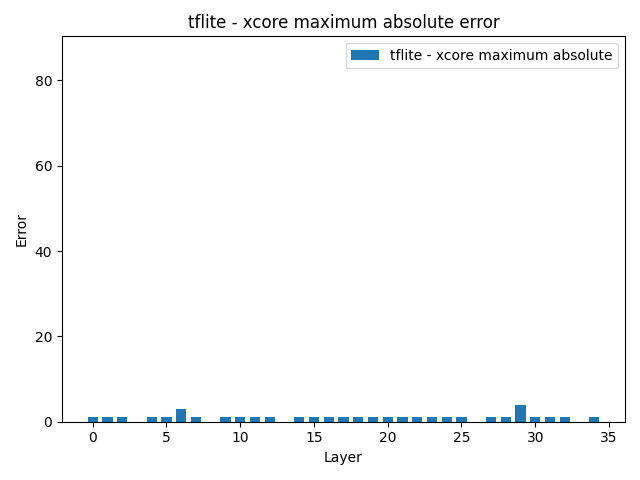 tflite - xcore maximum absolute error
tflite - xcore maximum absolute
80
60
40
20
0
Error
0 5 10 15 20 25 30 35
Layer